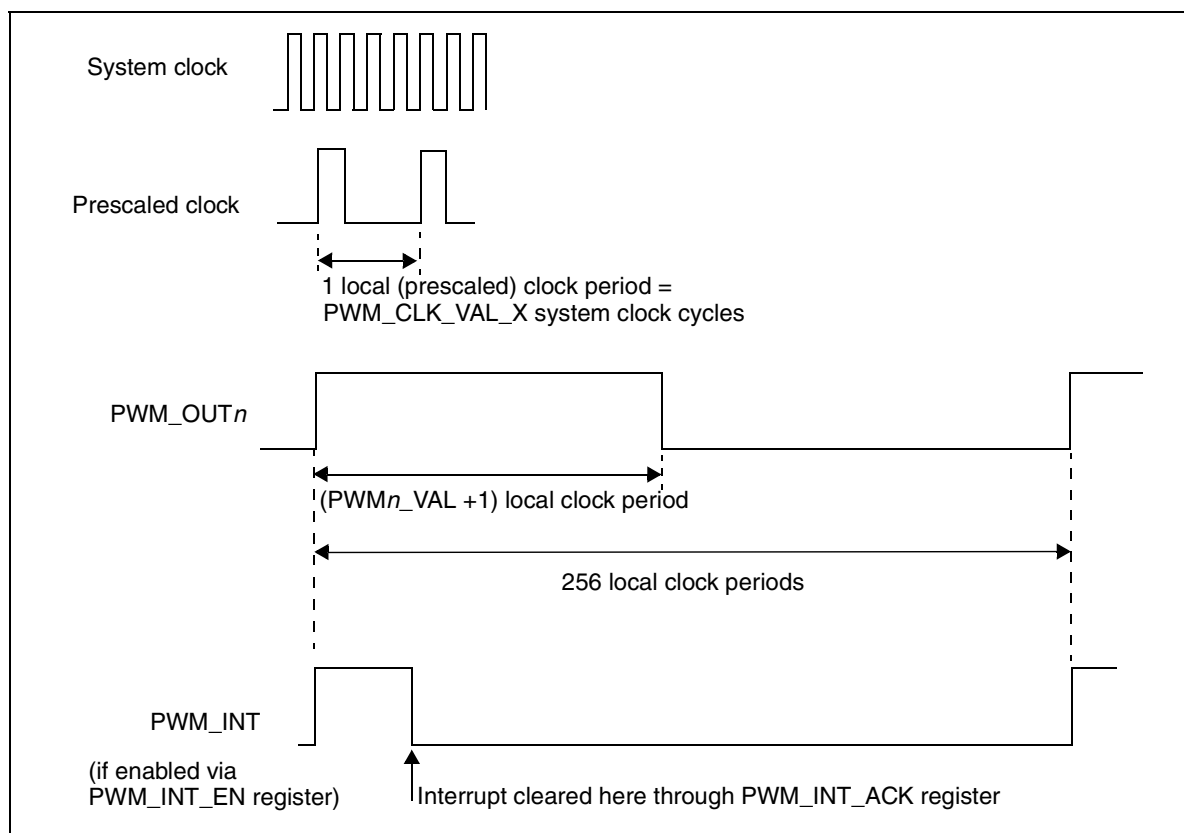 System clock
Prescaled clock
1 local (prescaled) clock period =
PWM_CLK_VAL_X system clock cycles
PWM_OUTn
(PWMn_VAL +1) local clock period
256 local clock periods
PWM_INT
(if enabled via
PWM_INT_EN register)
Interrupt cleared here through PWM_INT_ACK register